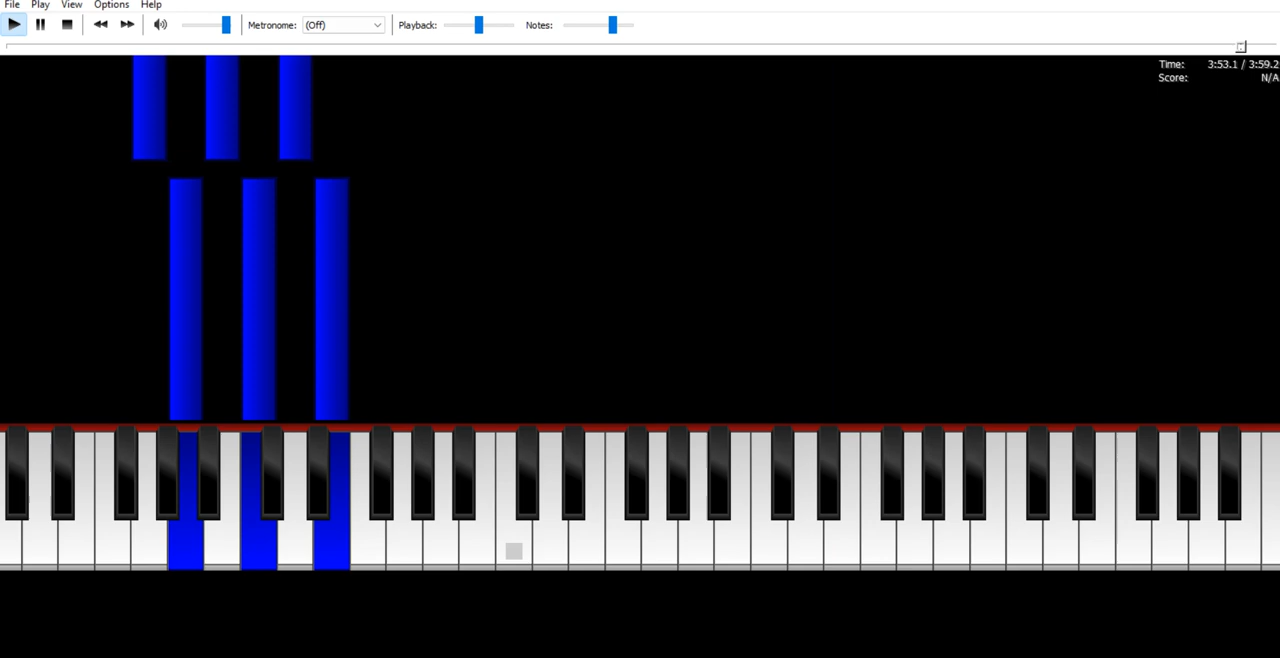 File Play View Options Help
Metronome: (Off) Playback: Notes:
Time: 3:53.1 / 3:59.2
Score: N/A